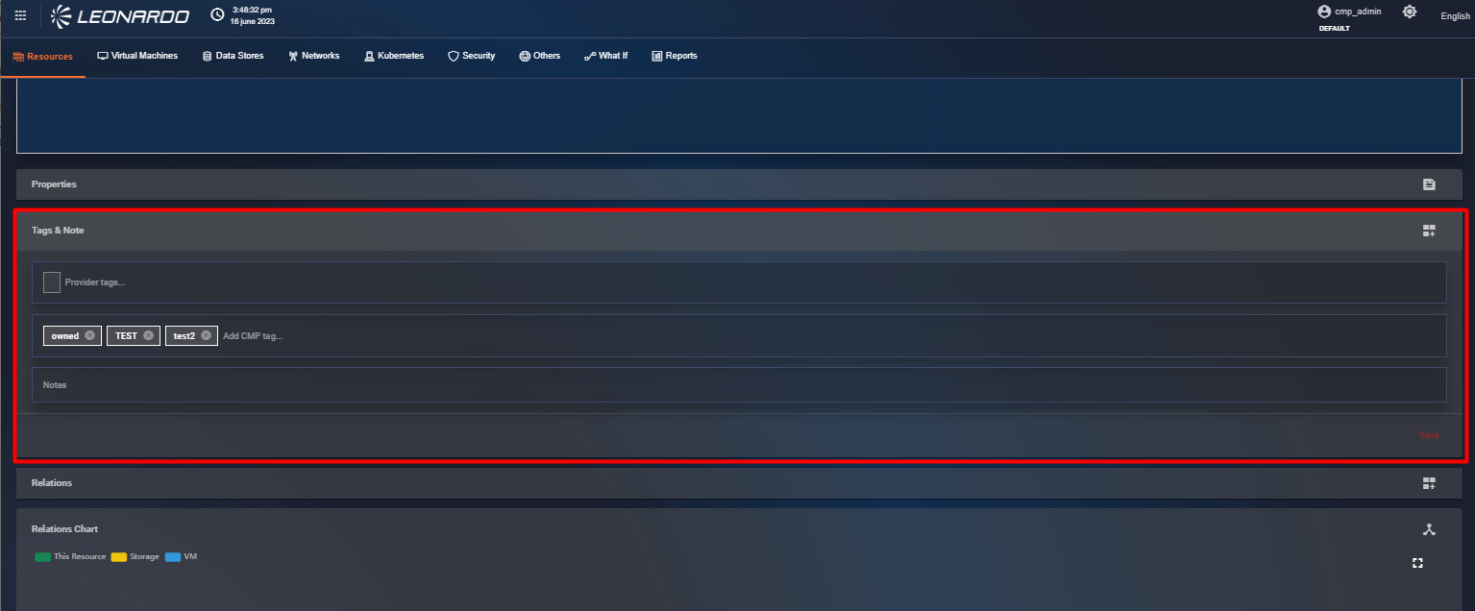 LEONARDO
3:48:32 pm
16 june 2023
cmp_admin
DEFAULT
English
Resources Virtual Machines Data Stores Networks Kubernetes Security Others What If Reports
Properties
Tags & Note
Provider tags...
owned TEST test2 Add CMP tag...
Notes
Save
Relations
Relations Chart
This Resource Storage VM